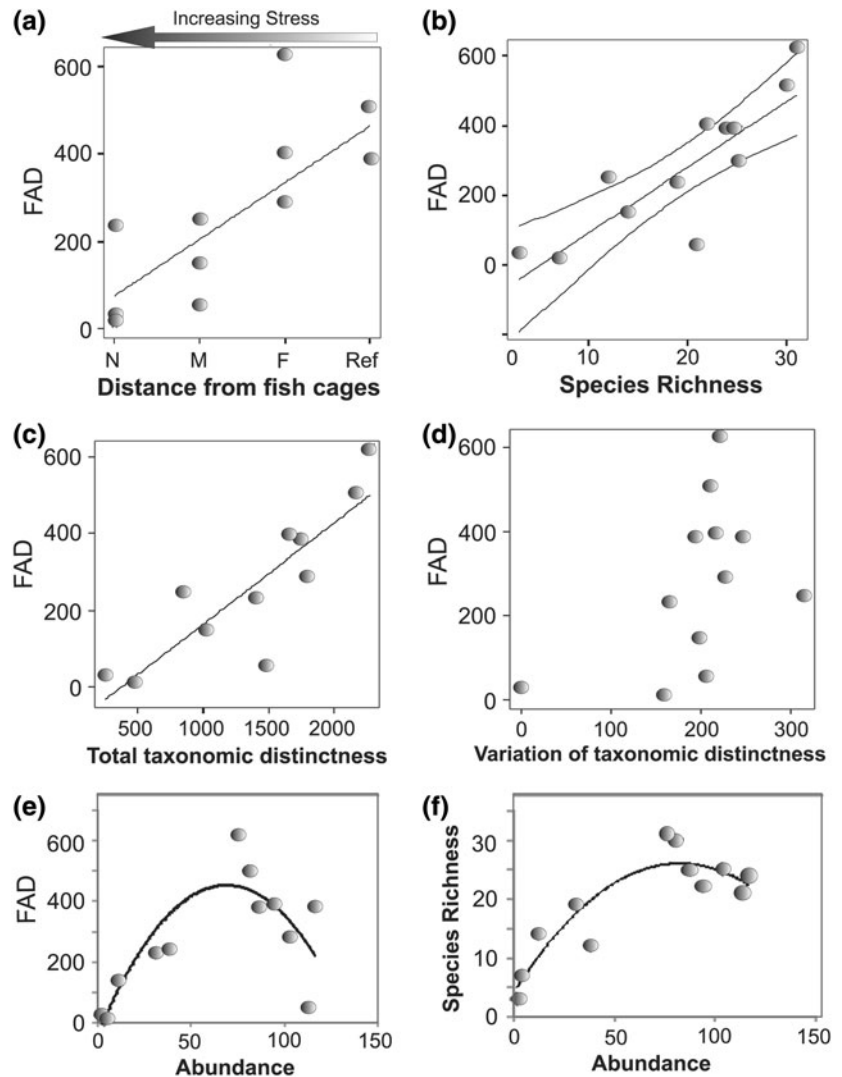 (a)
Increasing Stress
FAD
600
400
200
0
N M F Ref
Distance from fish cages
(b)
FAD
600
400
200
0
0 10 20 30
Species Richness
(c)
FAD
600
400
200
0
500 1000 1500 2000
Total taxonomic distinctness
(d)
FAD
600
400
200
0
0 100 200 300
Variation of taxonomic distinctness
(e)
FAD
600
400
200
0
0 50 100 150
Abundance
(f)
Species Richness
30
20
10
0
0 50 100 150
Abundance